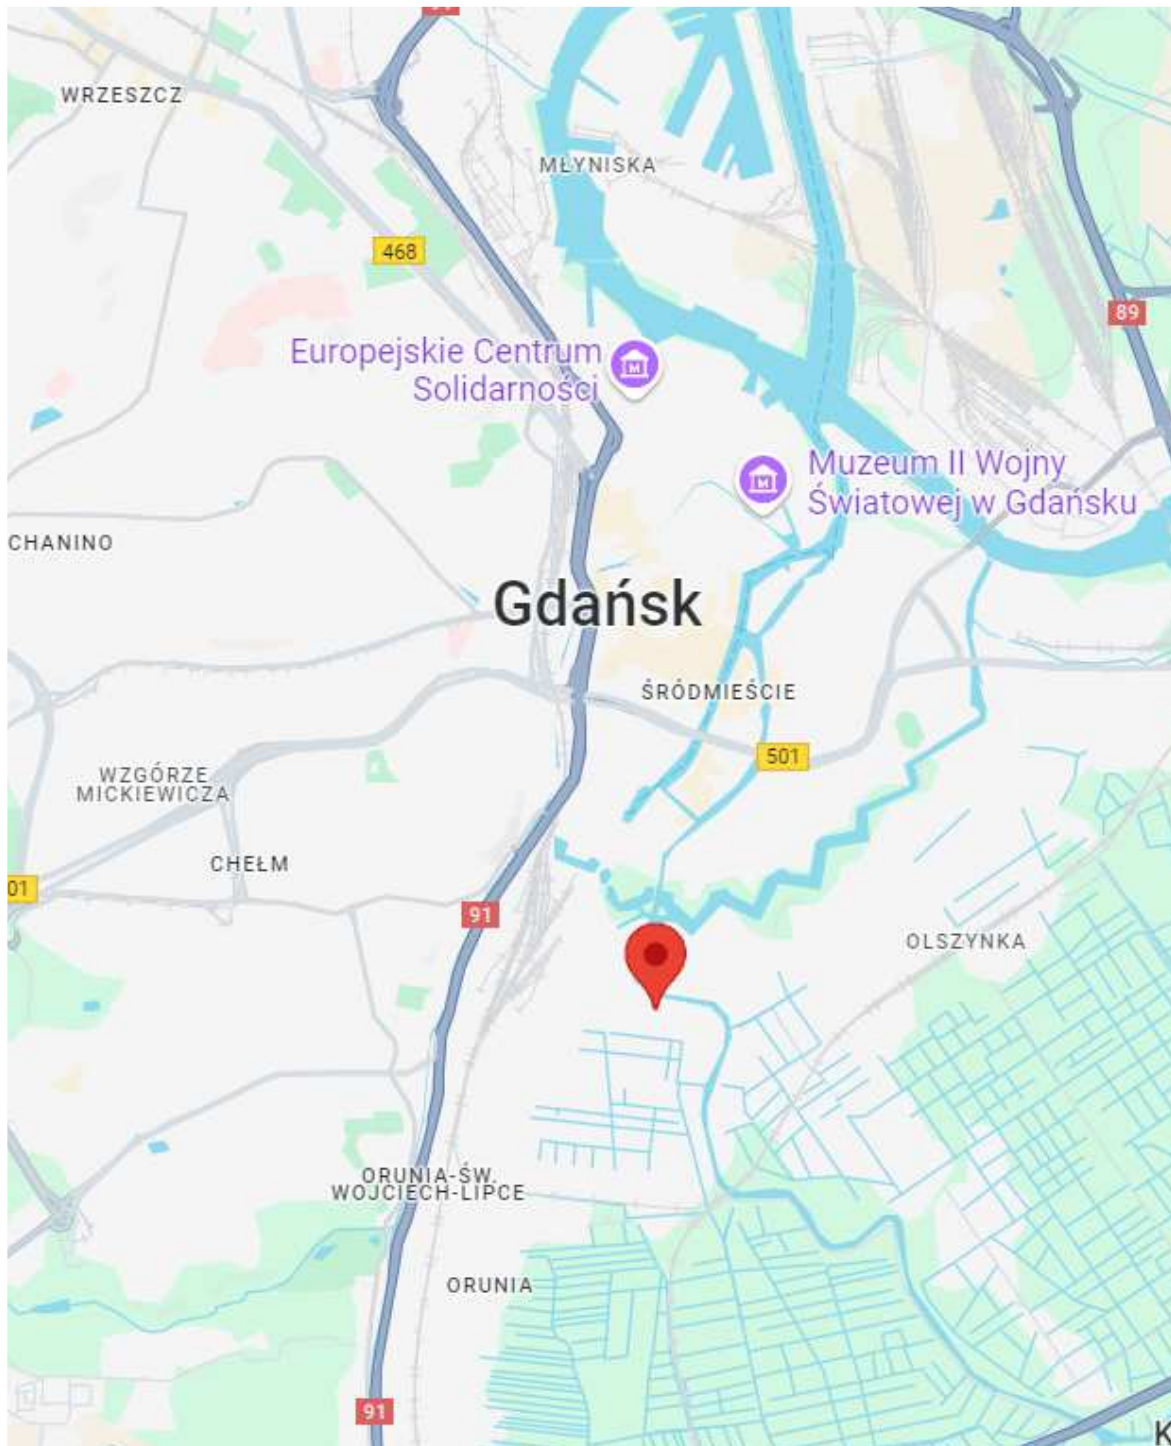 WRZESZCZ
MŁYNISKA
468
89
Europejskie Centrum
Solidarności
Muzeum II Wojny
Światowej w Gdańsku
CHANINO
Gdańsk
ŚRÓDMIEŚCIE
501
WZGÓRZE
MICKIEWICZA
CHEŁM
01
91
OLSZYNKA
ORUNIA-ŚW.
WOJCIECH-LIPCE
ORUNIA
91
K